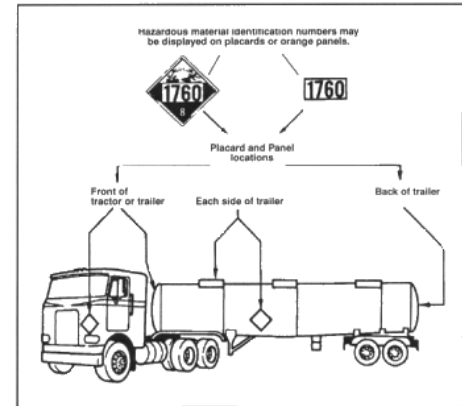 Hazardous material identification numbers may
be displayed on placards or orange panels.
1760
8
1760
Placard and Panel
locations
Front of
tractor or trailer
Each side of trailer
Back of trailer